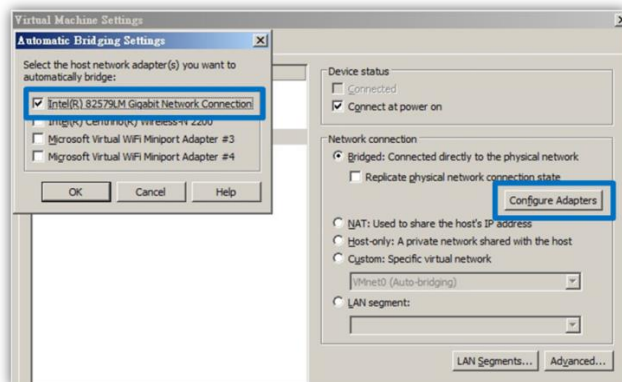 Virtual Machine Settings
Automatic Bridging Settings
Select the host network adapter(s) you want to
automatically bridge:
Intel(R) 82579LM Gigabit Network Connection
Intel(R) Centrino(R) Wireless-N 2200
Microsoft Virtual WiFi Miniport Adapter #3
Microsoft Virtual WiFi Miniport Adapter #4
OK
Cancel
Help
Device status
Connected
Connect at power on
Network connection
Bridged: Connected directly to the physical network
Replicate physical network connection state
Configure Adapters
NAT: Used to share the host's IP address
Host-only: A private network shared with the host
Custom: Specific virtual network
VMnet0 (Auto-bridging)
LAN segment:
LAN Segments...
Advanced...